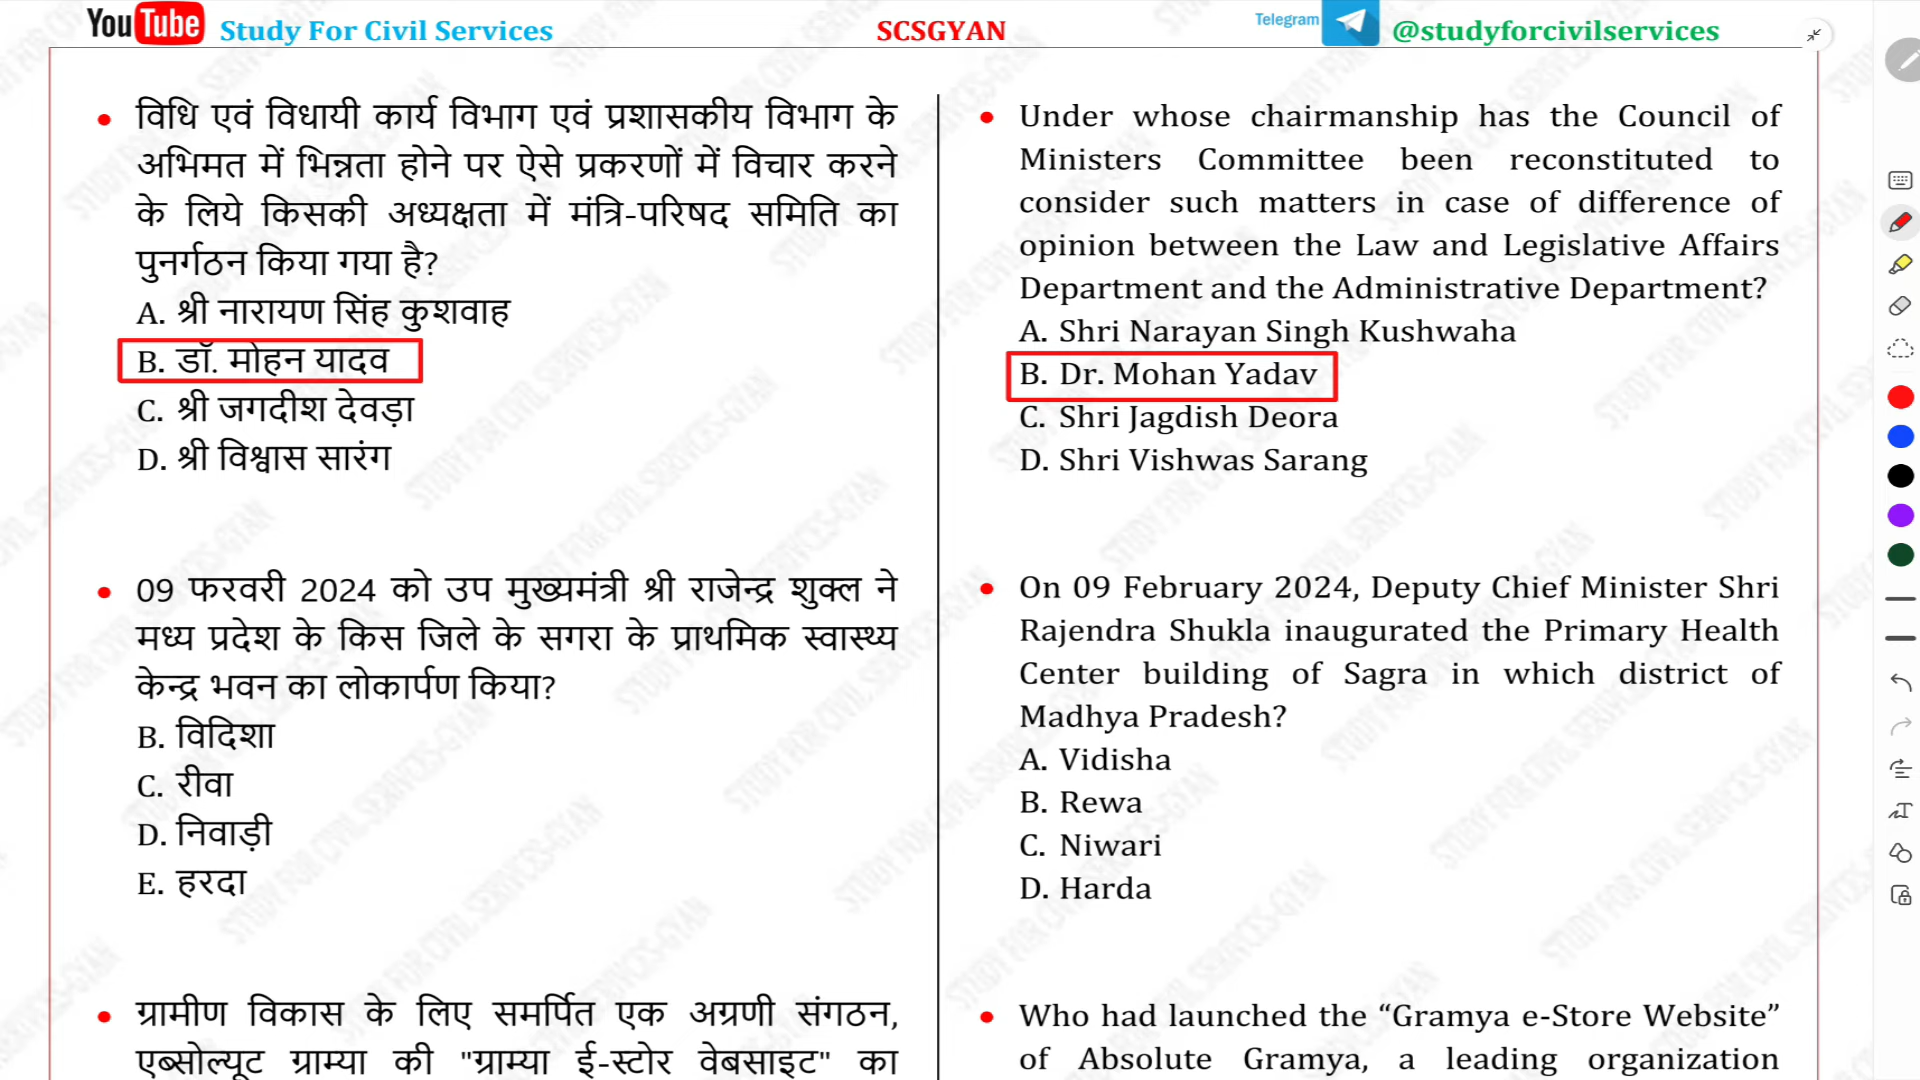 YouTube Study For Civil Services SCSGYAN Telegram @studyforcivilservices
विधि एवं विधायी कार्य विभाग एवं प्रशासकीय विभाग के
अभिमत में भिन्नता होने पर ऐसे प्रकरणों में विचार करने
के लिये किसकी अध्यक्षता में मंत्रि-परिषद समिति का
पुनर्गठन किया गया है?
A. श्री नारायण सिंह कुशवाह
B. डॉ. मोहन यादव
C. श्री जगदीश देवड़ा
D. श्री विश्वास सारंग
09 फरवरी 2024 को उप मुख्यमंत्री श्री राजेन्द्र शुक्ल ने
मध्य प्रदेश के किस जिले के सगरा के प्राथमिक स्वास्थ्य
केन्द्र भवन का लोकार्पण किया?
B. विदिशा
C. रीवा
D. निवाड़ी
E. हरदा
ग्रामीण विकास के लिए समर्पित एक अग्रणी संगठन,
एब्सोल्यूट ग्राम्या की "ग्राम्या ई-स्टोर वेबसाइट" का
Under whose chairmanship has the Council of
Ministers Committee been reconstituted to
consider such matters in case of difference of
opinion between the Law and Legislative Affairs
Department and the Administrative Department?
A. Shri Narayan Singh Kushwaha
B. Dr. Mohan Yadav
C. Shri Jagdish Deora
D. Shri Vishwas Sarang
On 09 February 2024, Deputy Chief Minister Shri
Rajendra Shukla inaugurated the Primary Health
Center building of Sagra in which district of
Madhya Pradesh?
A. Vidisha
B. Rewa
C. Niwari
D. Harda
Who had launched the “Gramya e-Store Website”
of Absolute Gramya, a leading organization
STUDY FOR CIVIL SERIVCES-GYAN